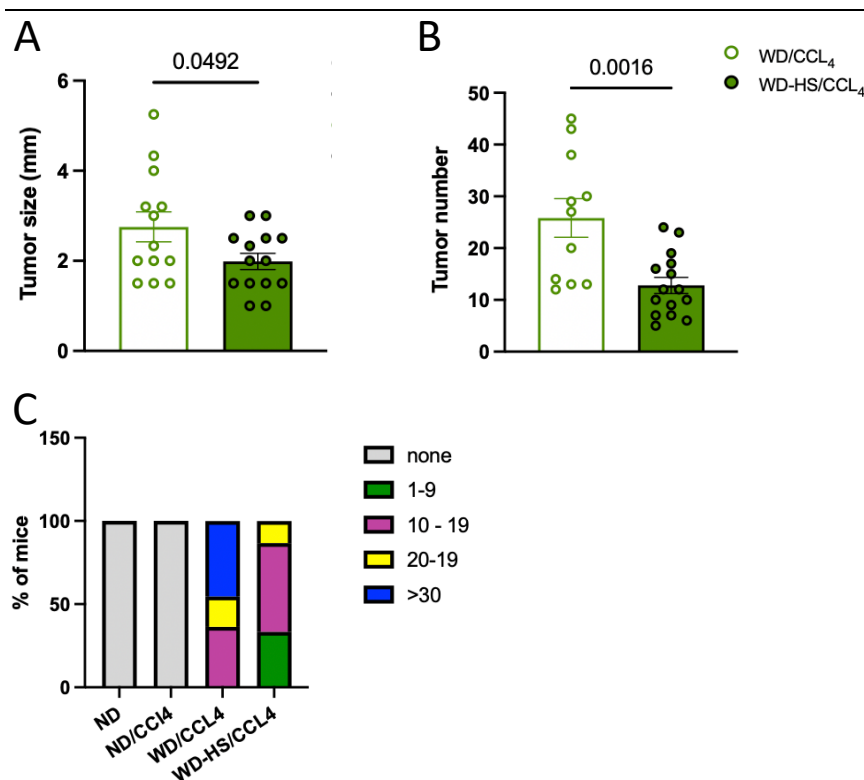 A
B
WD/CCL4
WD-HS/CCL4
0.0492
0.0016
Tumor size (mm)
6
4
2
0
Tumor number
50
40
30
20
10
0
C
% of mice
150
100
50
0
ND
ND/CCl4
WD/CCL4
WD-HS/CCL4
none
1-9
10 - 19
20-19
>30